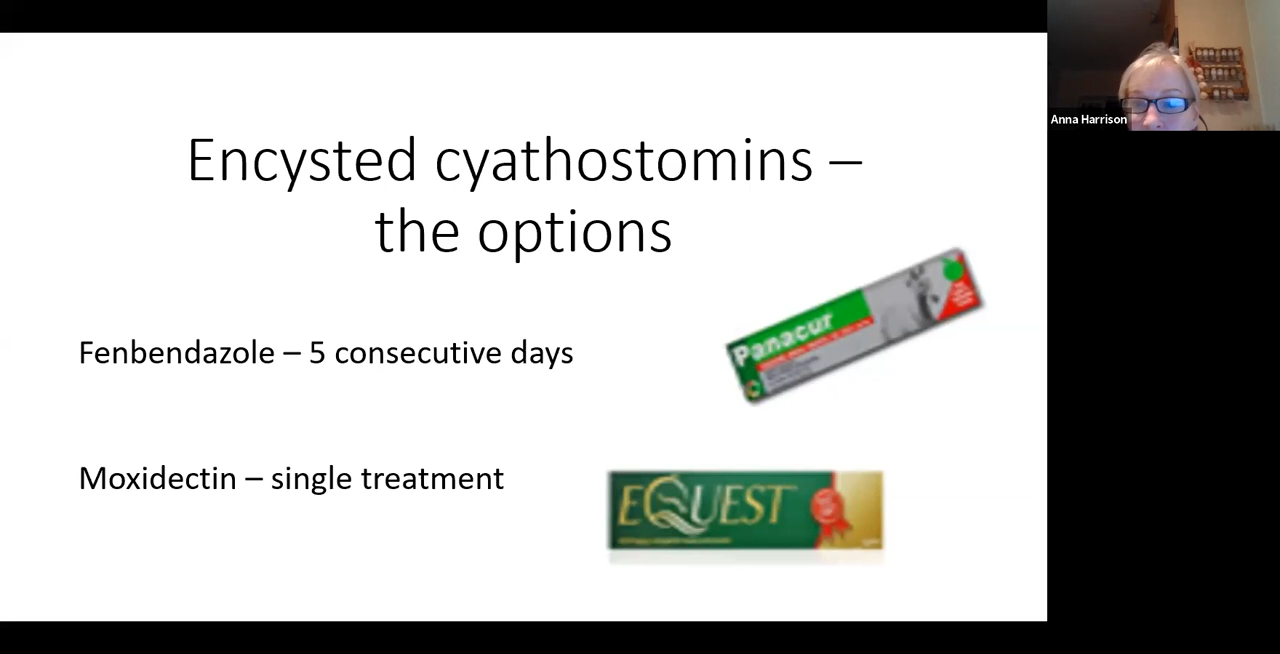 Encysted cyathostomins –
the options
Fenbendazole – 5 consecutive days
Panacur
Moxidectin – single treatment
EQUEST
Anna Harrison